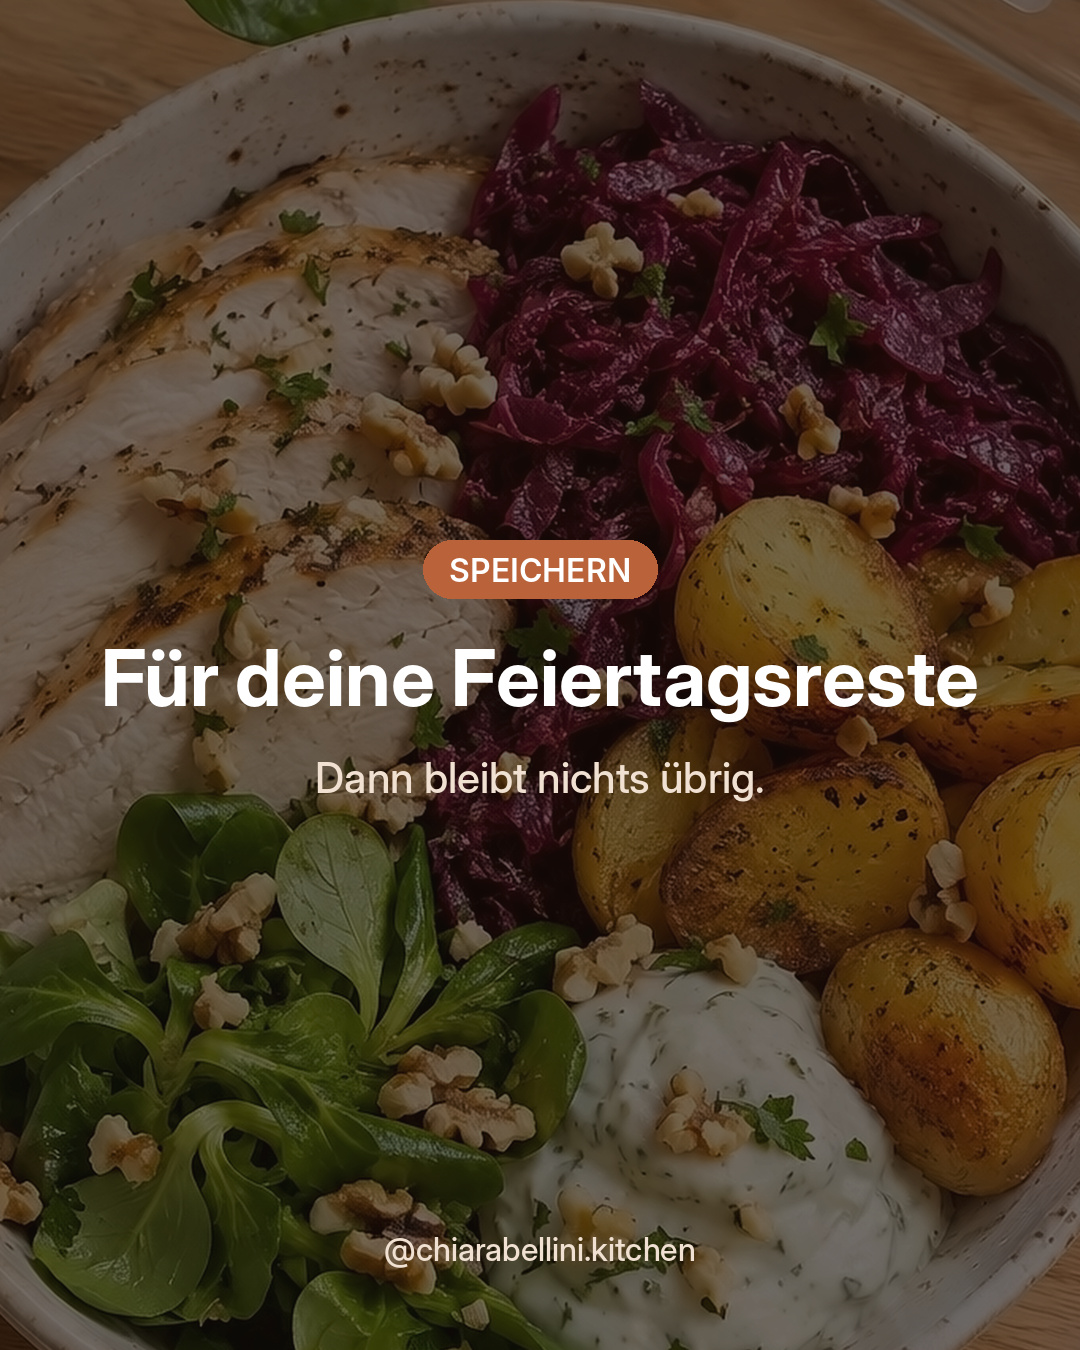 SPEICHERN
Für deine Feiertagsreste
Dann bleibt nichts übrig.
@chiarabellini.kitchen